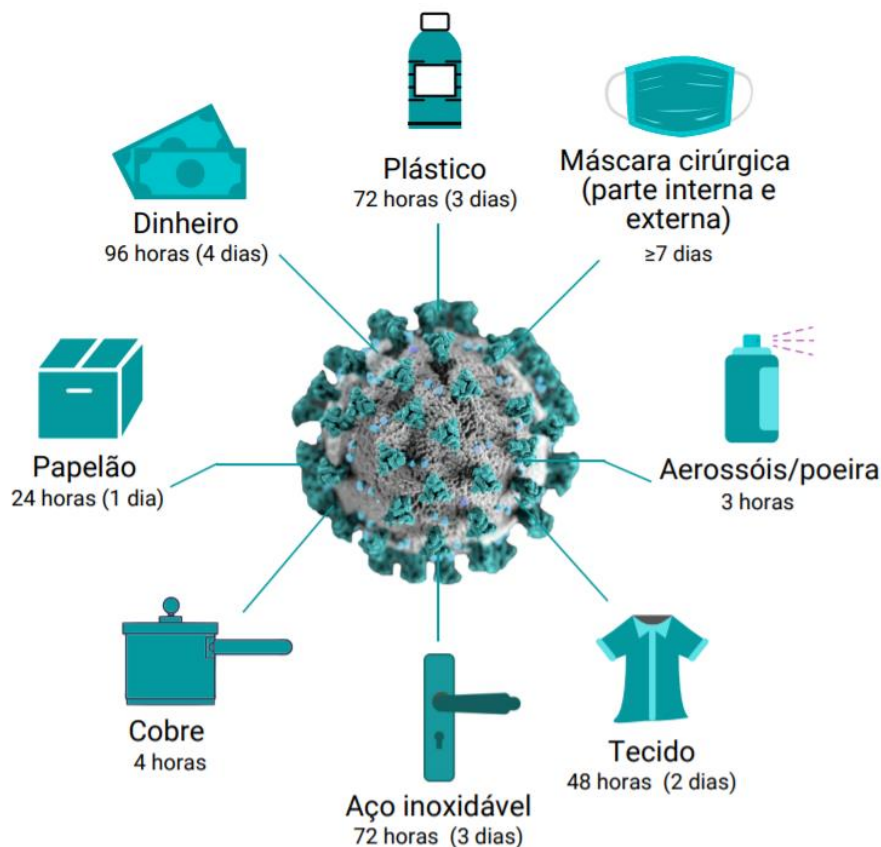 Plástico
72 horas (3 dias)
Máscara cirúrgica
(parte interna e
externa)
≥7 dias
Dinheiro
96 horas (4 dias)
Papelão
24 horas (1 dia)
Aerossóis/poeira
3 horas
Cobre
4 horas
Aço inoxidável
72 horas (3 dias)
Tecido
48 horas (2 dias)